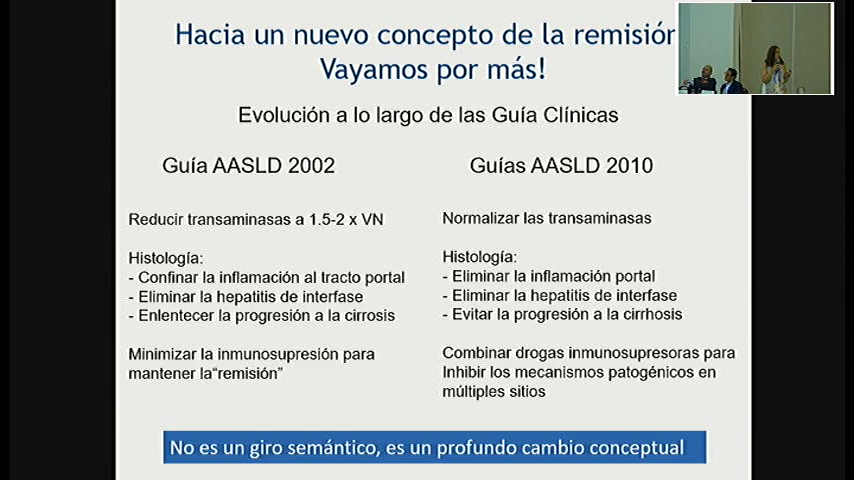 Hacia un nuevo concepto de la remisión
Vayamos por más!
Evolución a lo largo de las Guía Clínicas
Guía AASLD 2002
Reducir transaminasas a 1.5-2 x VN
Histología:
- Confinar la inflamación al tracto portal
- Eliminar la hepatitis de interfase
- Enlentecer la progresión a la cirrosis
Minimizar la inmunosupresión para
mantener la“remisión”
Guías AASLD 2010
Normalizar las transaminasas
Histología:
- Eliminar la inflamación portal
- Eliminar la hepatitis de interfase
- Evitar la progresión a la cirrhosis
Combinar drogas inmunosupresoras para
Inhibir los mecanismos patogénicos en
múltiples sitios
No es un giro semántico, es un profundo cambio conceptual